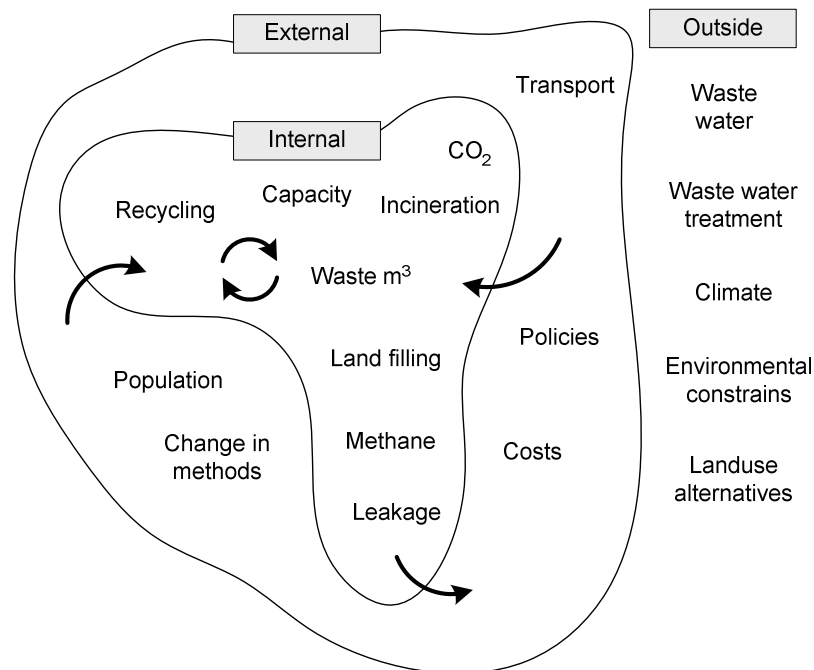 External
Outside
Transport
Waste
water
Internal
CO₂
Capacity
Recycling
Incineration
Waste water
treatment
Waste m³
Climate
Policies
Land filling
Population
Environmental
constrains
Change in
methods
Methane
Costs
Landuse
alternatives
Leakage